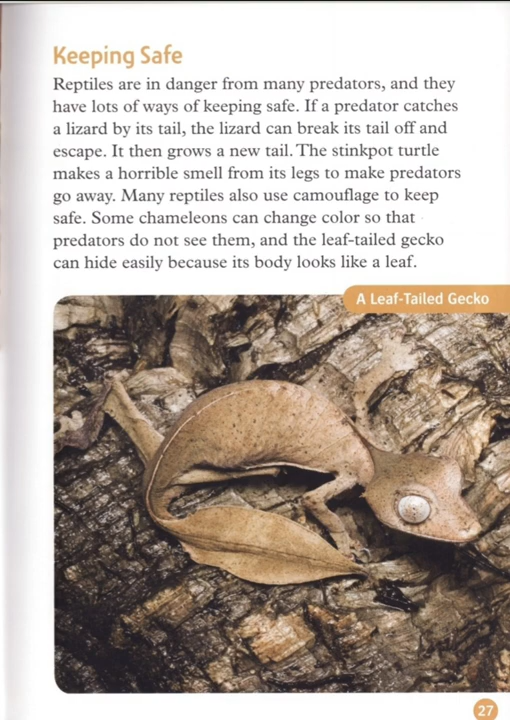 Keeping Safe
Reptiles are in danger from many predators, and they
have lots of ways of keeping safe. If a predator catches
a lizard by its tail, the lizard can break its tail off and
escape. It then grows a new tail. The stinkpot turtle
makes a horrible smell from its legs to make predators
go away. Many reptiles also use camouflage to keep
safe. Some chameleons can change color so that
predators do not see them, and the leaf-tailed gecko
can hide easily because its body looks like a leaf.
A Leaf-Tailed Gecko
27